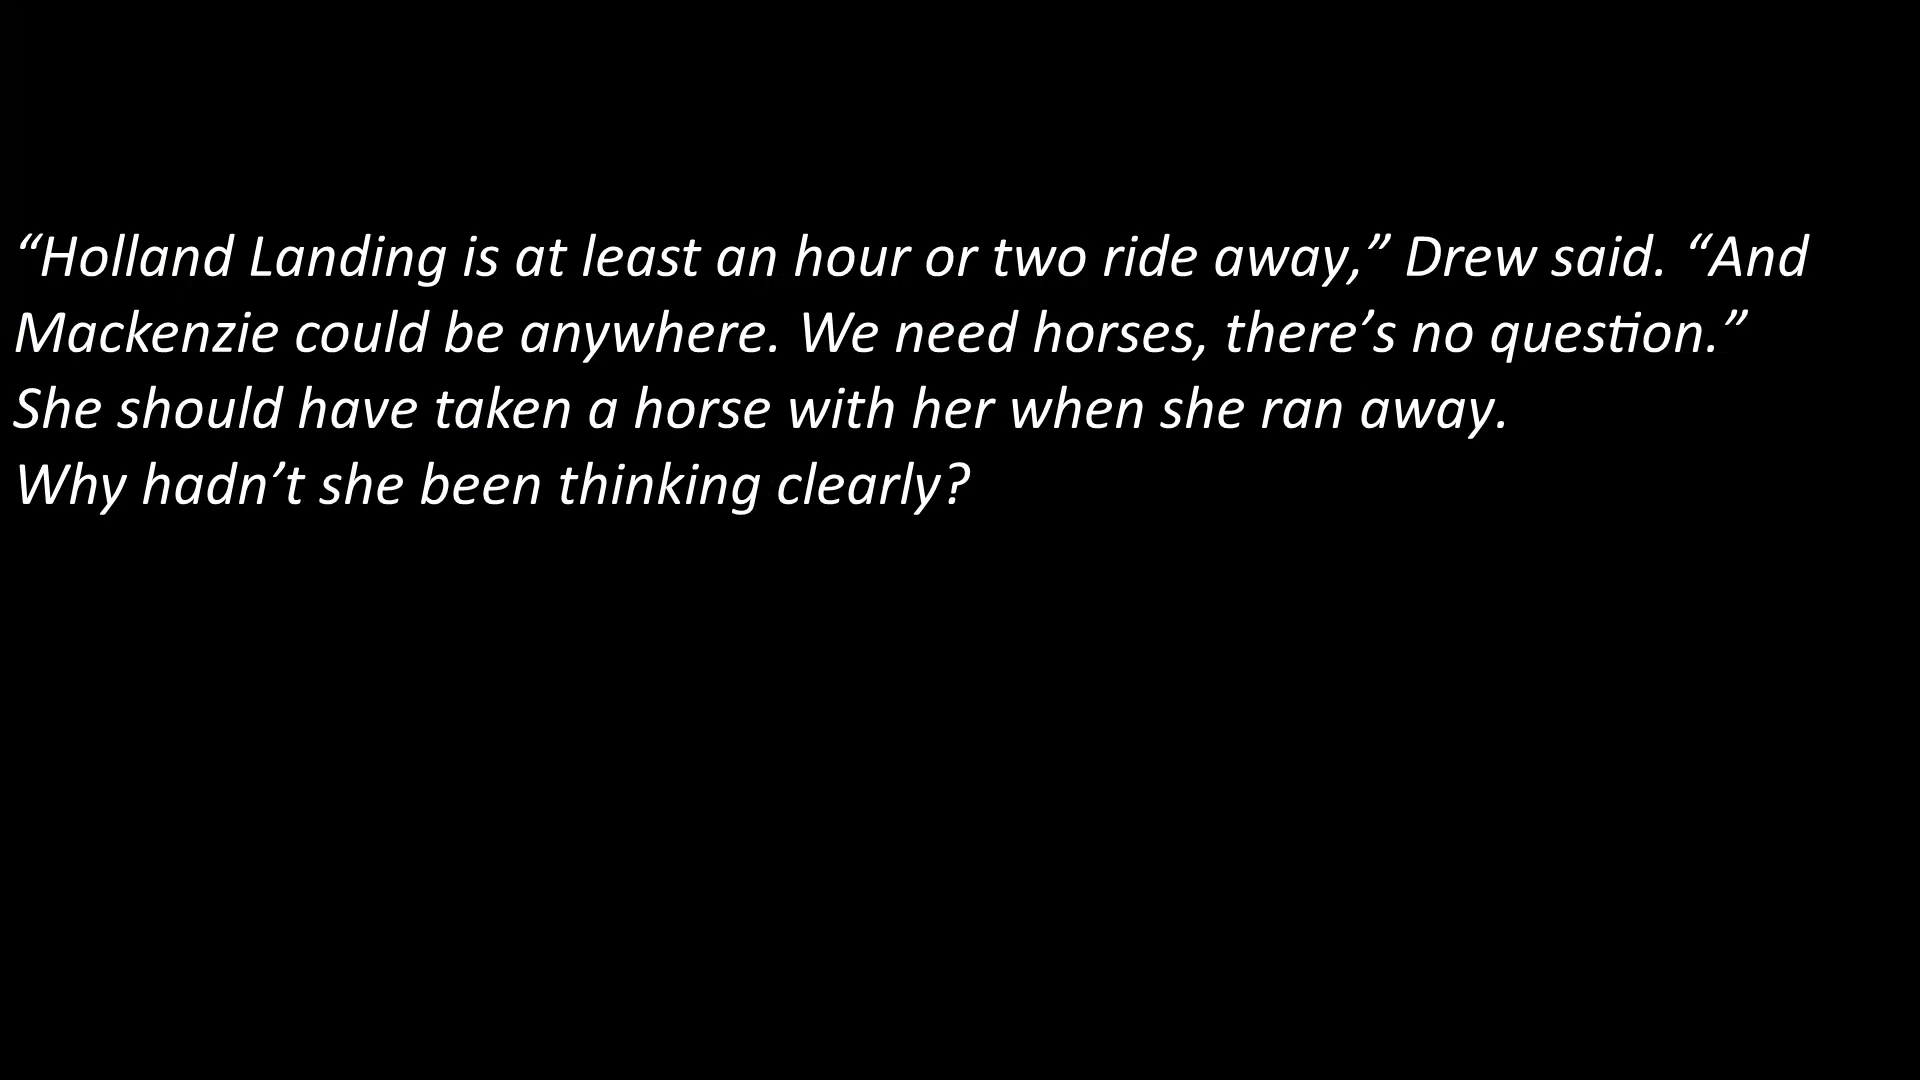 “Holland Landing is at least an hour or two ride away,” Drew said. “And
Mackenzie could be anywhere. We need horses, there’s no question.”
She should have taken a horse with her when she ran away.
Why hadn’t she been thinking clearly?